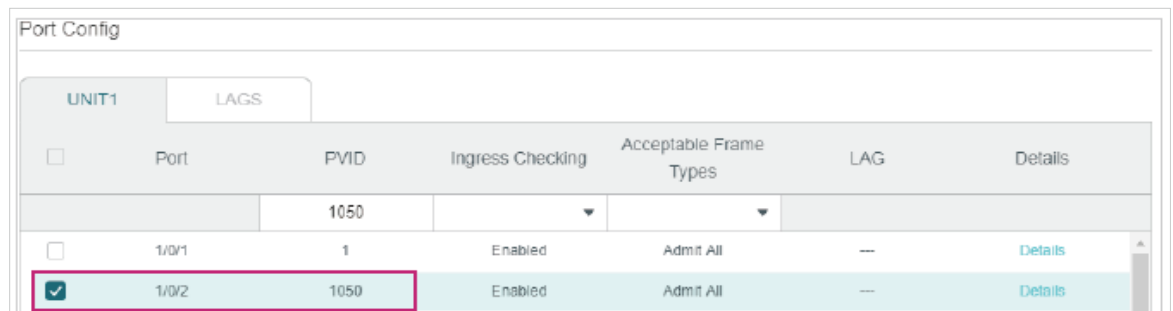 Port Config
UNIT1 LAGS
Port PVID Ingress Checking Acceptable Frame Types LAG Details
1050
1/0/1 1 Enabled Admit All --- Details
1/0/2 1050 Enabled Admit All --- Details